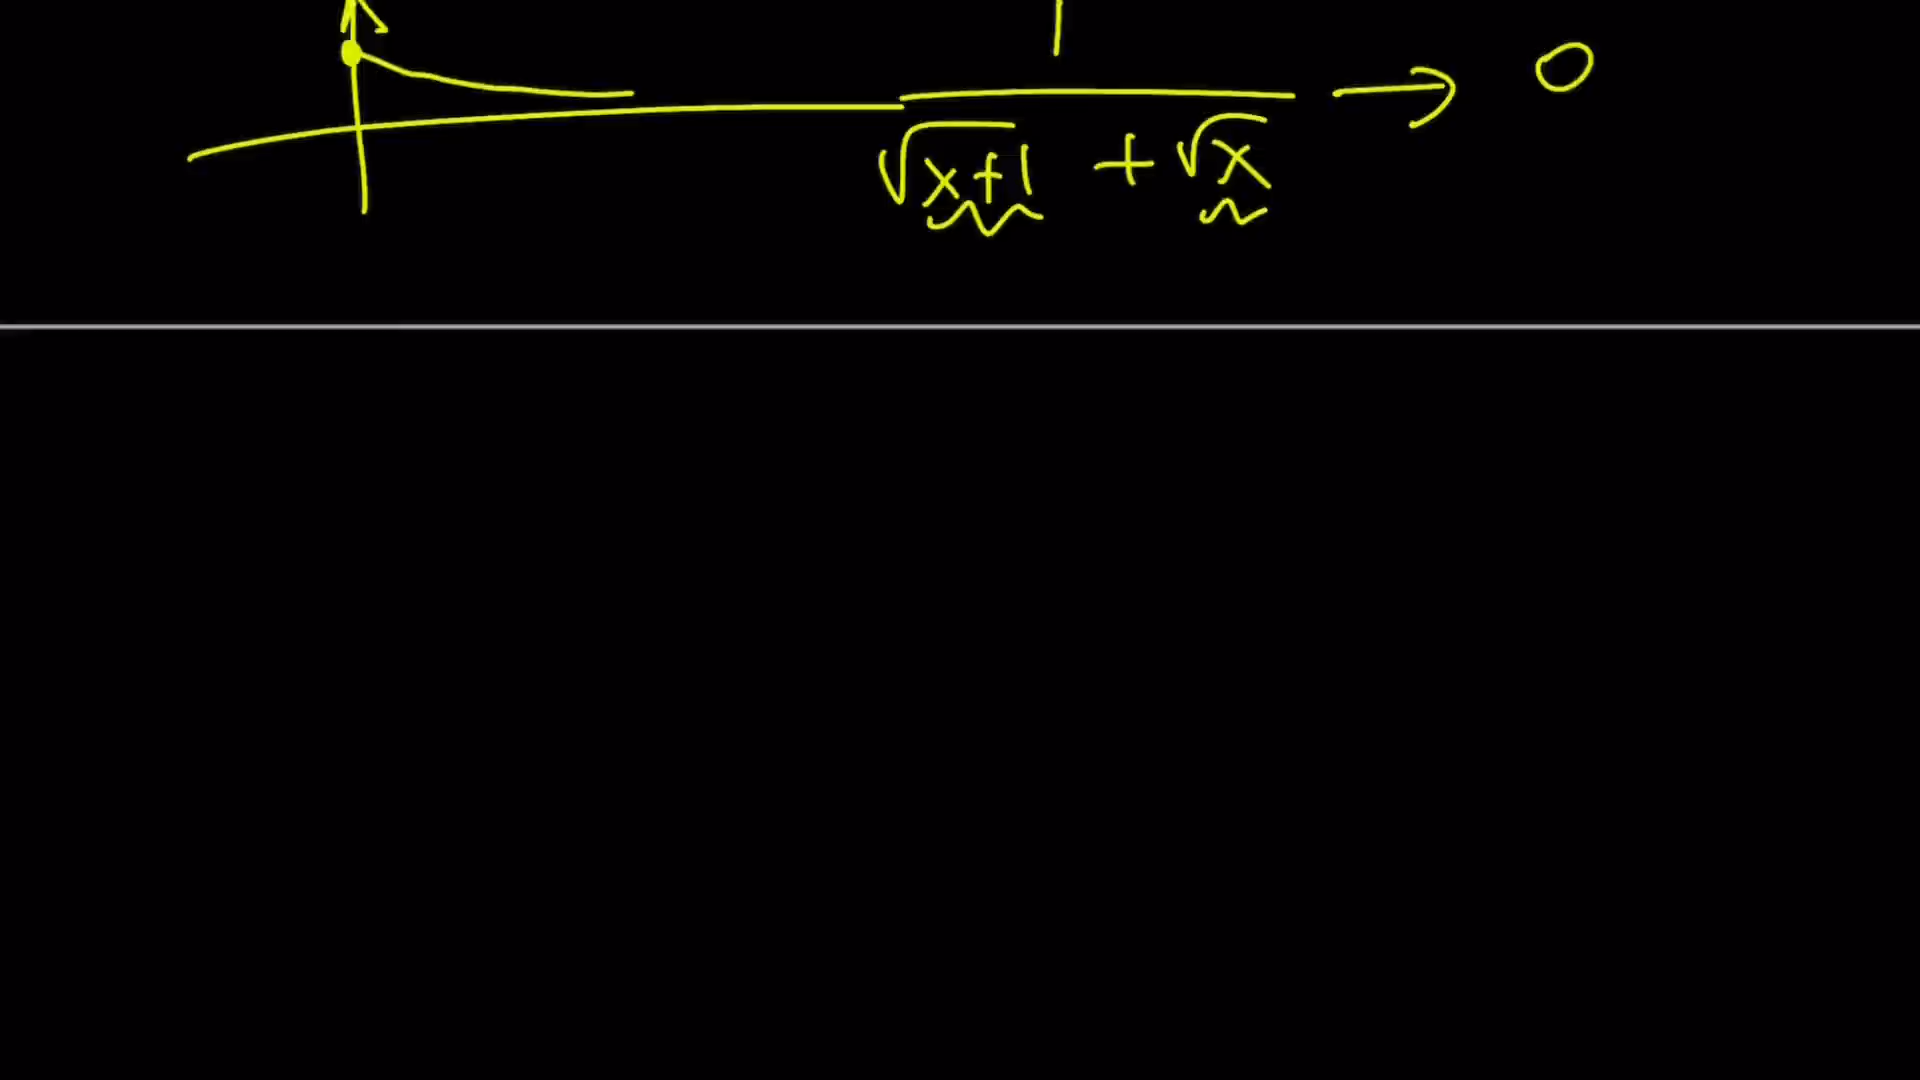 1
√x+1 + √x → 0